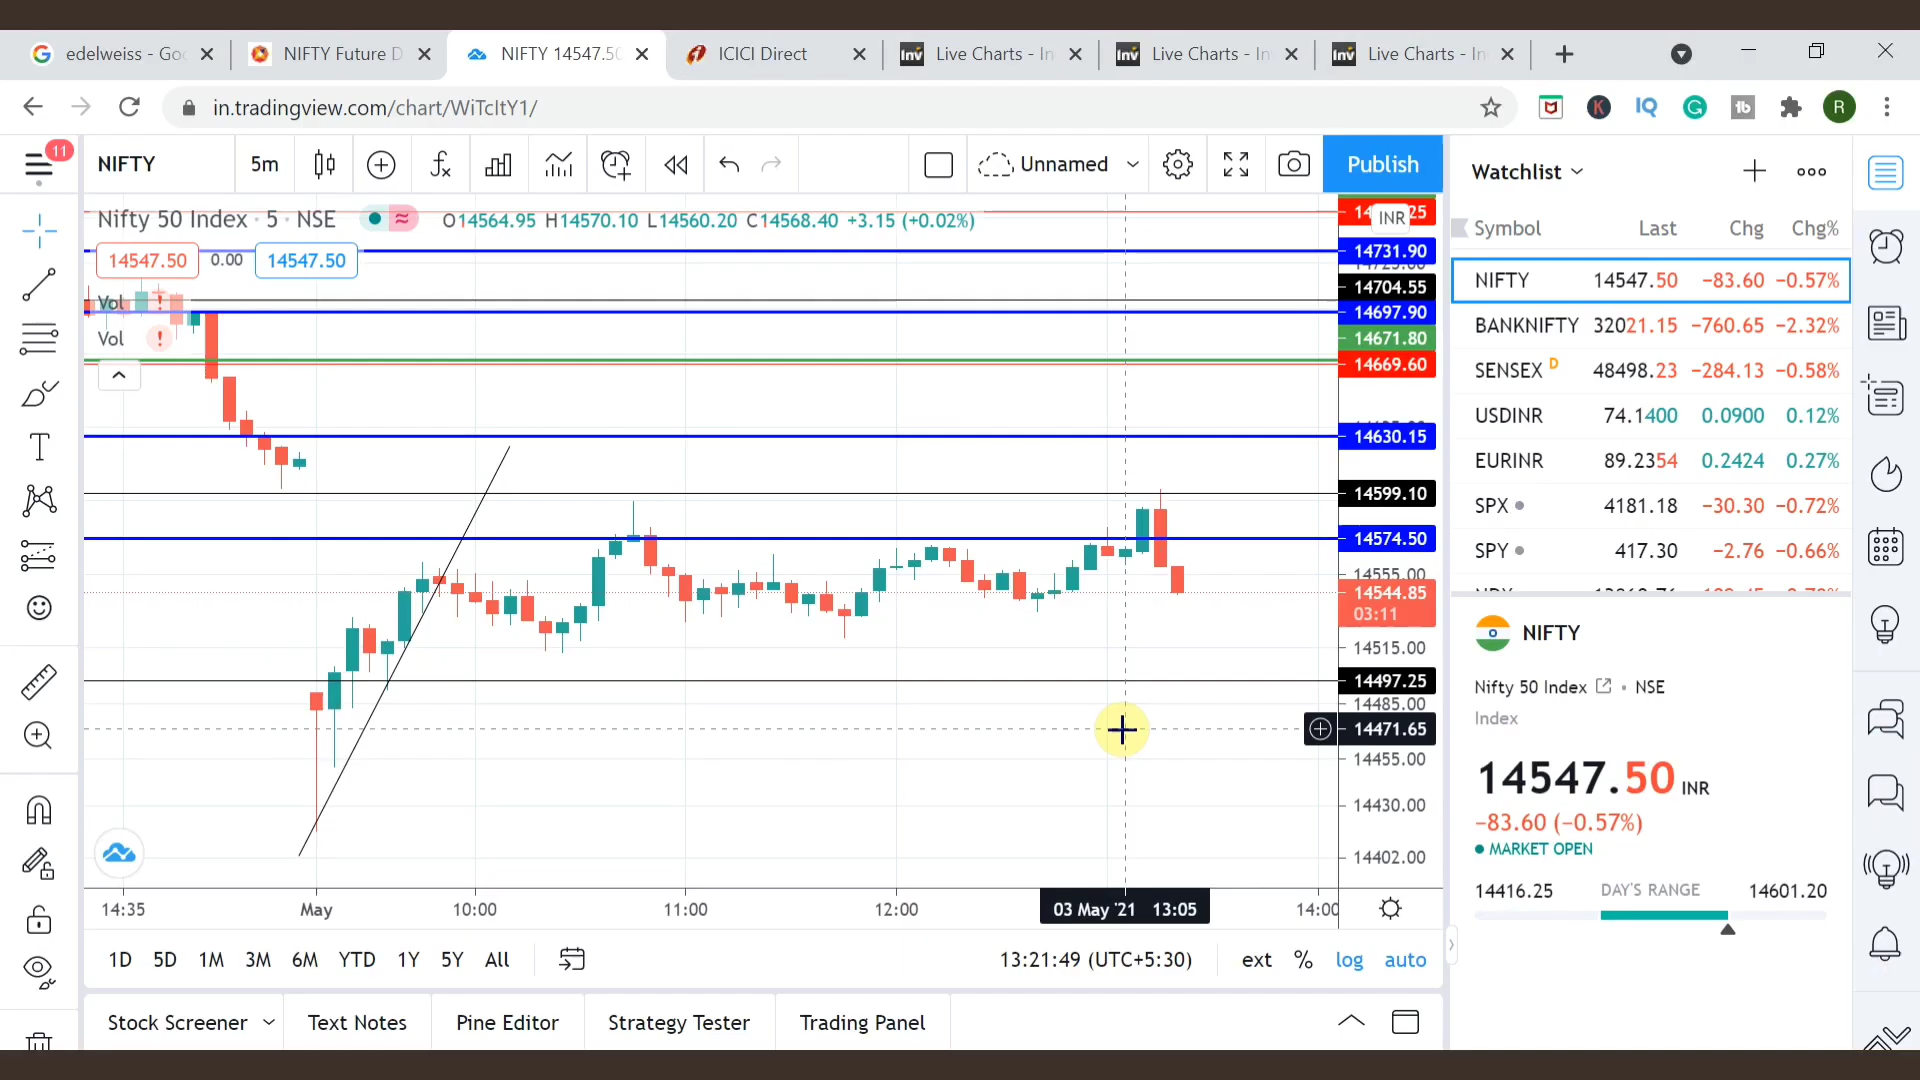 edelweiss - Goo
NIFTY Future D
NIFTY 14547.50
ICICI Direct
Live Charts - In
Live Charts - In
Live Charts - In
in.tradingview.com/chart/WiTcItY1/
11
NIFTY
5m
Unnamed
Publish
Nifty 50 Index · 5 · NSE
O14564.95 H14570.10 L14560.20 C14568.40 +3.15 (+0.02%)
14547.50 0.00 14547.50
Vol
Vol
INR
14731.90
14704.55
14697.90
14671.80
14669.60
14630.15
14599.10
14574.50
14555.00
14544.85
03:11
14515.00
14497.25
14485.00
14471.65
14455.00
14430.00
14402.00
14:35 May 10:00 11:00 12:00 03 May '21 13:05 14:00
1D 5D 1M 3M 6M YTD 1Y 5Y All
13:21:49 (UTC+5:30) ext % log auto
Stock Screener Text Notes Pine Editor Strategy Tester Trading Panel
Watchlist
Symbol Last Chg Chg%
NIFTY 14547.50 −83.60 −0.57%
BANKNIFTY 32021.15 −760.65 −2.32%
SENSEX D 48498.23 −284.13 −0.58%
USDINR 74.1400 0.0900 0.12%
EURINR 89.2354 0.2424 0.27%
SPX 4181.18 −30.30 −0.72%
SPY 417.30 −2.76 −0.66%
NIFTY
Nifty 50 Index · NSE
Index
14547.50 INR
−83.60 (−0.57%)
MARKET OPEN
14416.25 DAY'S RANGE 14601.20